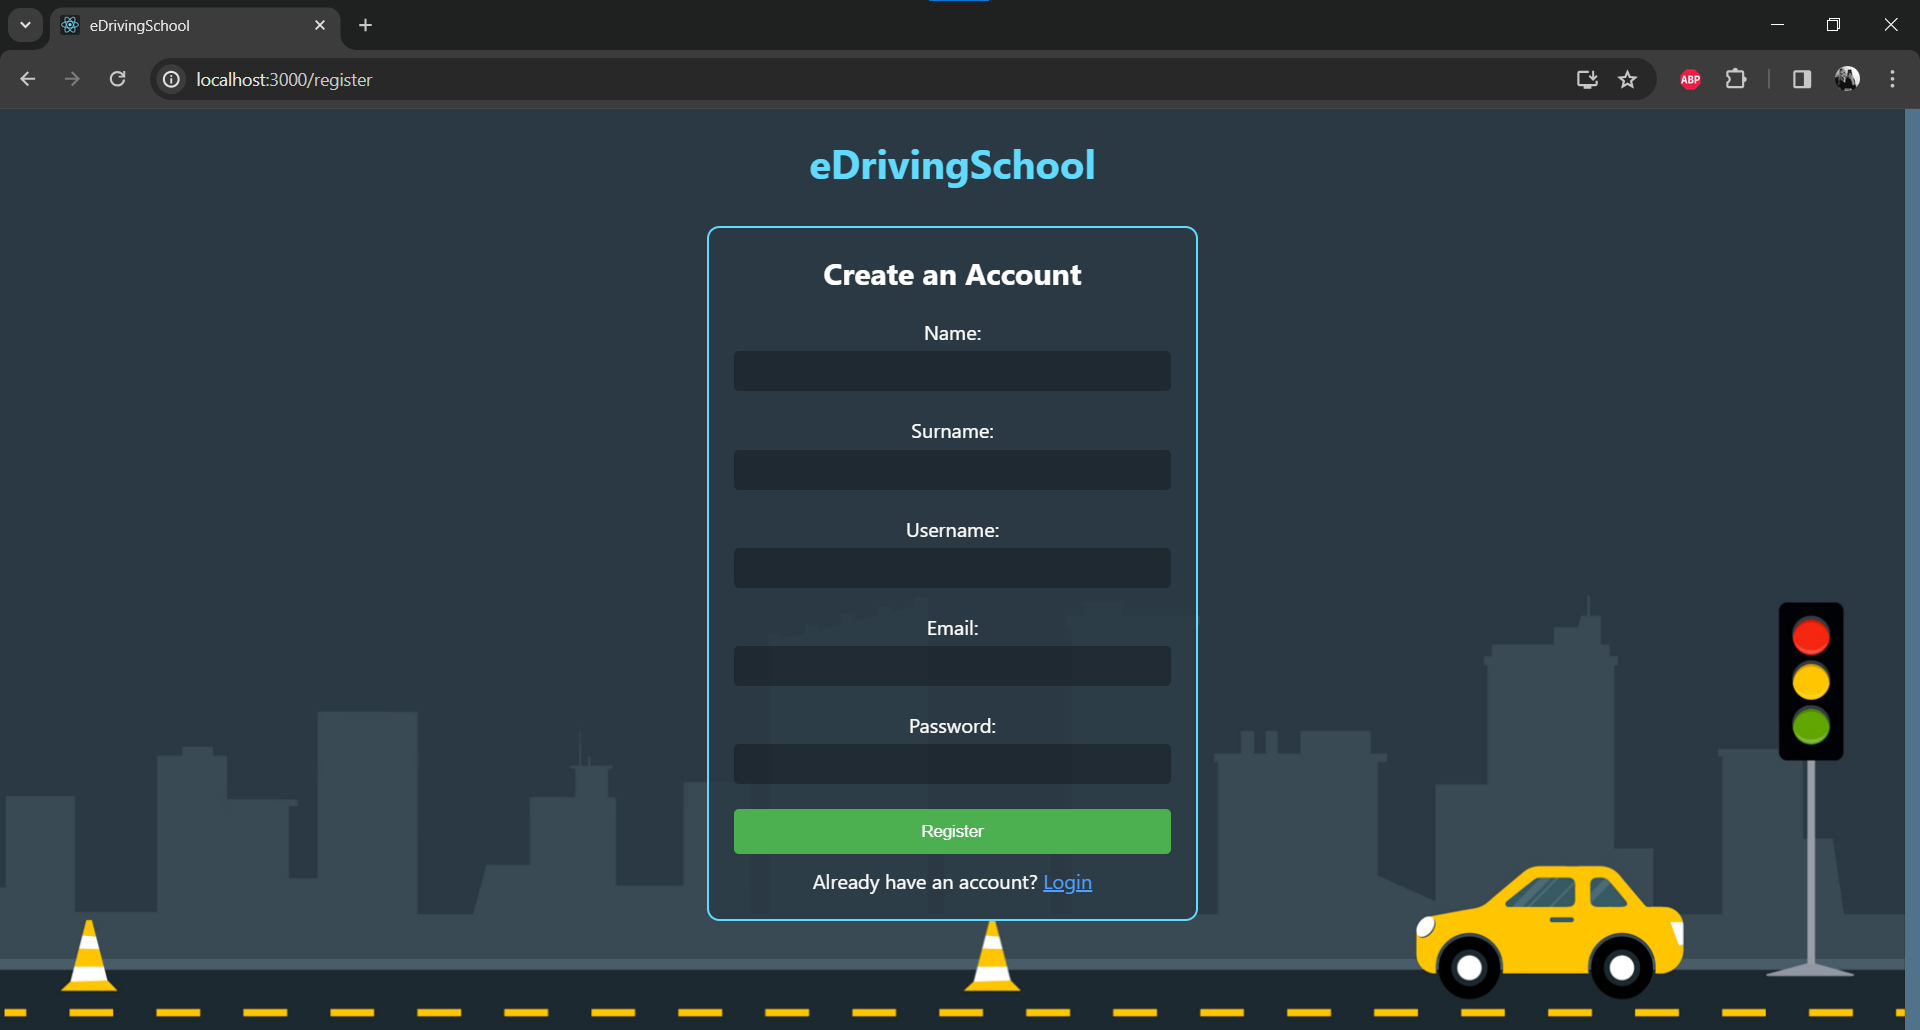 eDrivingSchool
localhost:3000/register
ABP
eDrivingSchool
Create an Account
Name:
Surname:
Username:
Email:
Password:
Register
Already have an account? Login